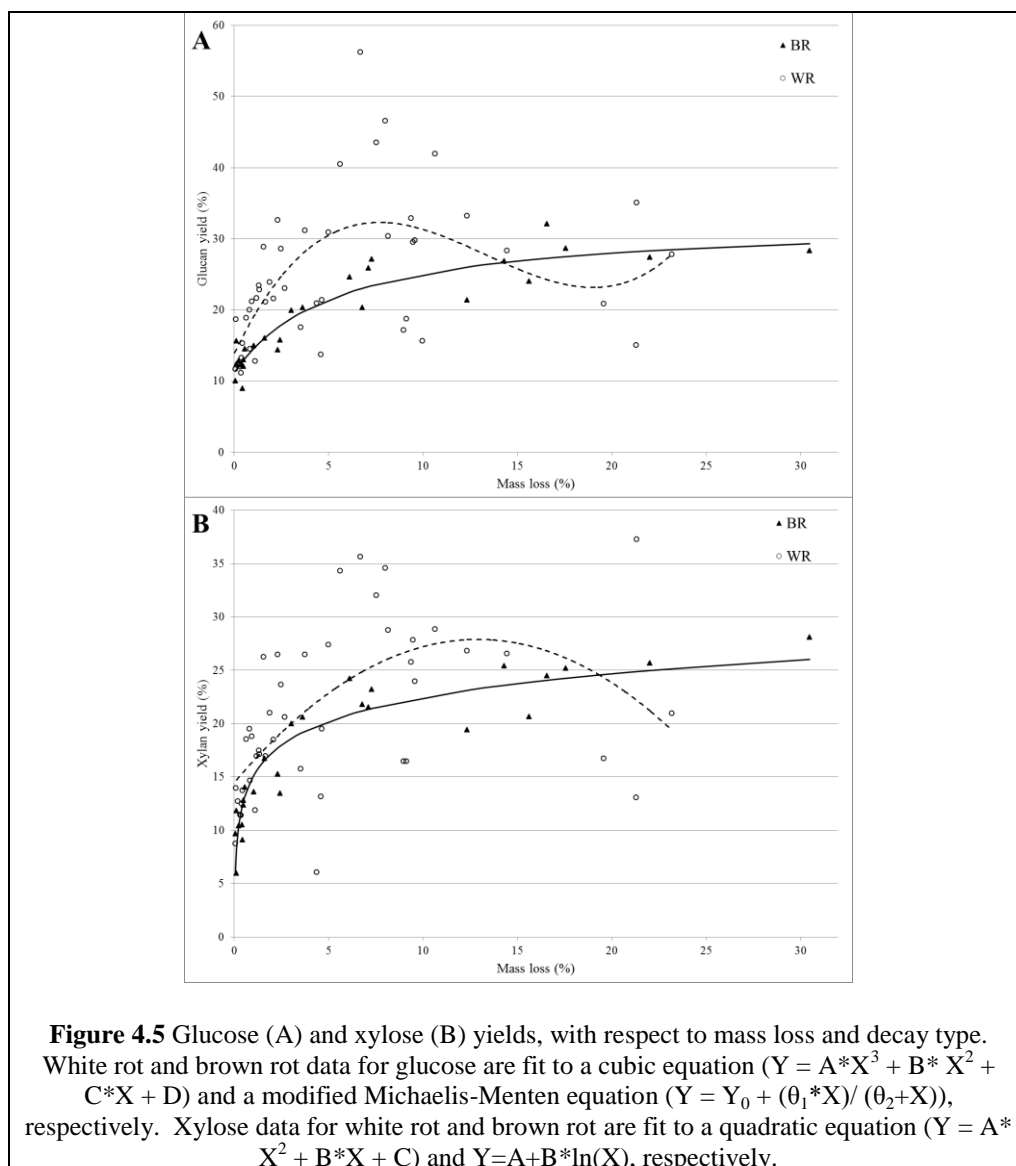 A
BR
WR
60
50
40
30
20
10
0
Glucan yield (%)
0 5 10 15 20 25 30
Mass loss (%)
B
BR
WR
40
35
30
25
20
15
10
5
0
Xylan yield (%)
0 5 10 15 20 25 30
Mass loss (%)
Figure 4.5 Glucose (A) and xylose (B) yields, with respect to mass loss and decay type.
White rot and brown rot data for glucose are fit to a cubic equation (Y = A*X³ + B* X² +
C*X + D) and a modified Michaelis-Menten equation (Y = Y₀ + (θ₁*X)/ (θ₂+X)),
respectively. Xylose data for white rot and brown rot are fit to a quadratic equation (Y = A*
X² + B*X + C) and Y=A+B*ln(X), respectively.